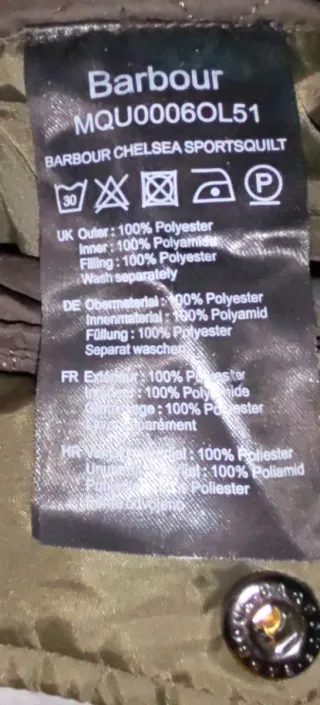 Barbour
MQU0006OL51
BARBOUR CHELSEA SPORTSQUILT
30 P
UK Outer : 100% Polyester
Inner : 100% Polyamide
Filling : 100% Polyester
Wash separately
DE Obermaterial : 100% Polyester
Innenmaterial : 100% Polyamid
Füllung : 100% Polyester
Separat waschen
FR : 100% Polyester
: 100% Polyamide
: 100% Polyester
HR : 100% Poliester
: 100% Poliamid
Poliester